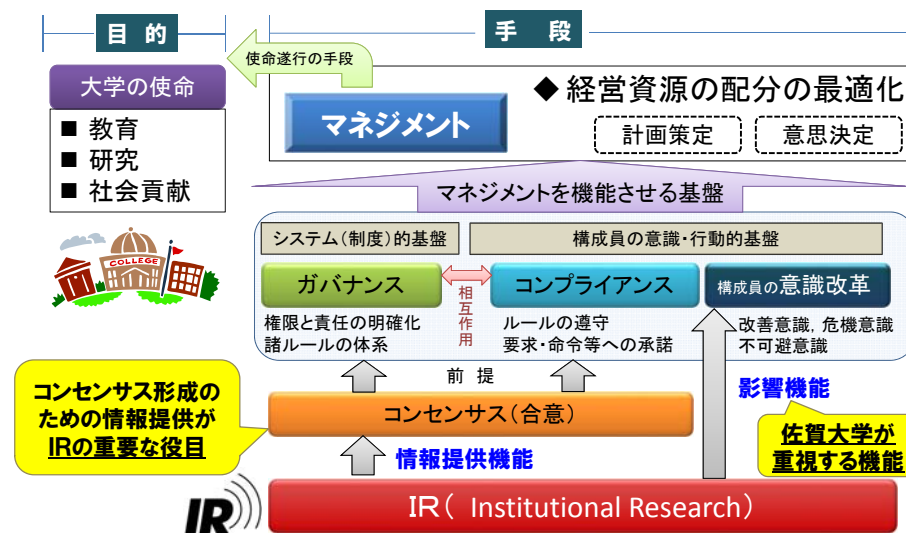 目 的
手 段
使命遂行の手段
大学の使命
■ 教育
■ 研究
■ 社会貢献
COLLEGE
マネジメント
◆ 経営資源の配分の最適化
計画策定
意思決定
マネジメントを機能させる基盤
システム(制度)的基盤
構成員の意識・行動的基盤
ガバナンス
相互作用
コンプライアンス
構成員の意識改革
権限と責任の明確化
諸ルールの体系
ルールの遵守
要求・命令等への承諾
改善意識, 危機意識
不可避意識
前 提
コンセンサス形成の
ための情報提供が
IRの重要な役目
コンセンサス(合意)
影響機能
佐賀大学が
重視する機能
情報提供機能
IR
IR( Institutional Research)